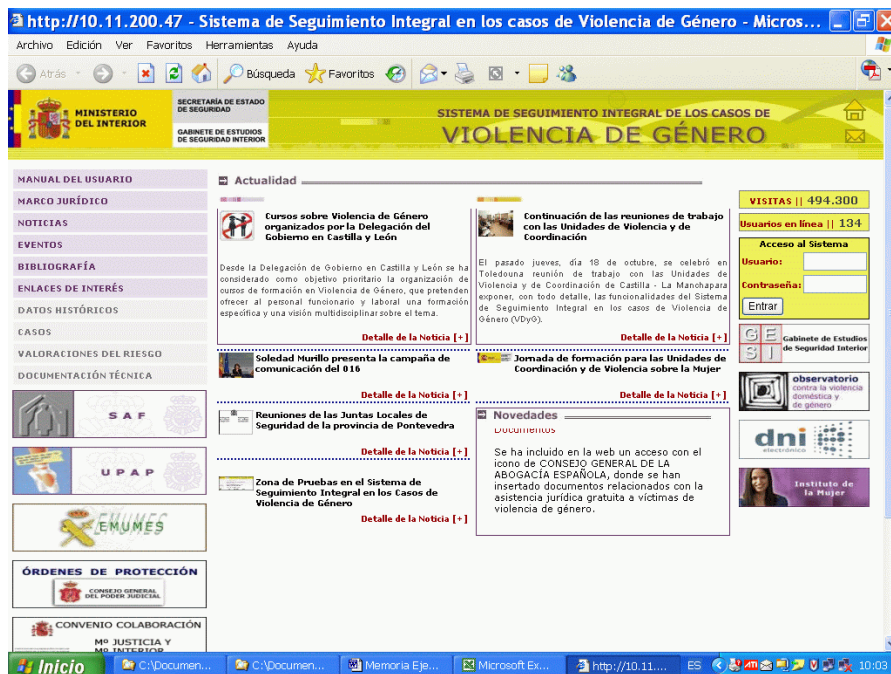 http://10.11.200.47 - Sistema de Seguimiento Integral en los casos de Violencia de Género - Micros...
Archivo Edición Ver Favoritos Herramientas Ayuda
Atrás Búsqueda Favoritos
MINISTERIO
DEL INTERIOR
SECRETARÍA DE ESTADO
DE SEGURIDAD
GABINETE DE ESTUDIOS
DE SEGURIDAD INTERIOR
SISTEMA DE SEGUIMIENTO INTEGRAL DE LOS CASOS DE
VIOLENCIA DE GÉNERO
MANUAL DEL USUARIO
MARCO JURÍDICO
NOTICIAS
EVENTOS
BIBLIOGRAFÍA
ENLACES DE INTERÉS
DATOS HISTÓRICOS
CASOS
VALORACIONES DEL RIESGO
DOCUMENTACIÓN TÉCNICA
SAF
UPAP
EMUMES
ÓRDENES DE PROTECCIÓN
CONSEJO GENERAL
DEL PODER JUDICIAL
CONVENIO COLABORACIÓN
Mº JUSTICIA Y
Mº INTERIOR
Actualidad
Cursos sobre Violencia de Género
organizados por la Delegación del
Gobierno en Castilla y León
Desde la Delegación de Gobierno en Castilla y León se ha
considerado como objetivo prioritario la organización de
cursos de formación en Violencia de Género, que pretenden
ofrecer al personal funcionario y laboral una formación
específica y una visión multidisciplinar sobre el tema.
Detalle de la Noticia [+]
Continuación de las reuniones de trabajo
con las Unidades de Violencia y de
Coordinación
El pasado jueves, día 18 de octubre, se celebró en
Toledouna reunión de trabajo con las Unidades de
Violencia y de Coordinación de Castilla - La Manchapara
exponer, con todo detalle, las funcionalidades del Sistema
de Seguimiento Integral en los casos de Violencia de
Género (VDyG).
Detalle de la Noticia [+]
Soledad Murillo presenta la campaña de
comunicación del 016
Detalle de la Noticia [+]
Jornada de formación para las Unidades de
Coordinación y de Violencia sobre la Mujer
Detalle de la Noticia [+]
Reuniones de las Juntas Locales de
Seguridad de la provincia de Pontevedra
Detalle de la Noticia [+]
Zona de Pruebas en el Sistema de
Seguimiento Integral en los Casos de
Violencia de Género
Detalle de la Noticia [+]
Novedades
Documentos
Se ha incluido en la web un acceso con el
icono de CONSEJO GENERAL DE LA
ABOGACÍA ESPAÑOLA, donde se han
insertado documentos relacionados con la
asistencia jurídica gratuita a víctimas de
violencia de género.
VISITAS || 494.300
Usuarios en línea || 134
Acceso al Sistema
Usuario:
Contraseña:
Entrar
GESI
Gabinete de Estudios
de Seguridad Interior
observatorio
contra la violencia
doméstica y
de género
dni
electrónico
Instituto de
la Mujer
Inicio C:\Documen... C:\Documen... Memoria Eje... Microsoft Ex... http://10.11.... ES 10:03